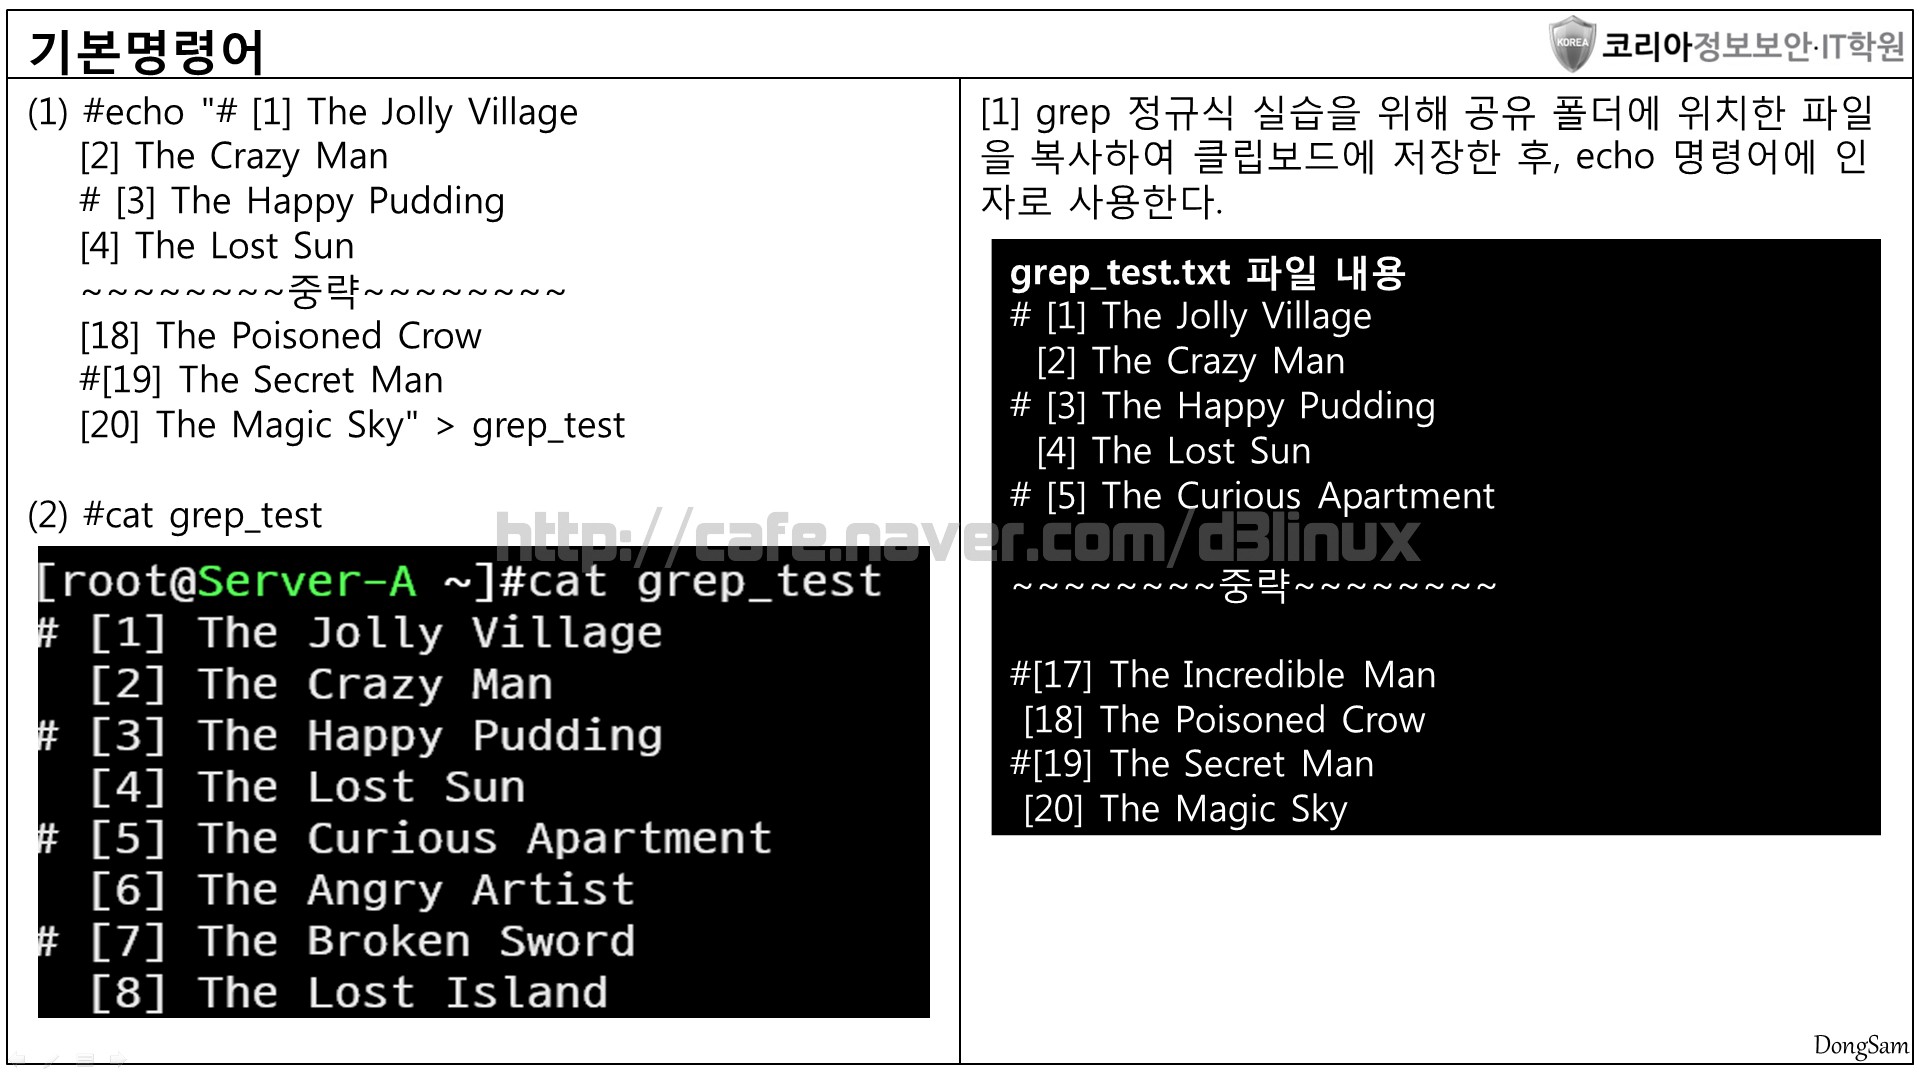 기본명령어
KOREA
코리아정보보안·IT학원
(1) #echo "# [1] The Jolly Village
[2] The Crazy Man
# [3] The Happy Pudding
[4] The Lost Sun
~~~~~~~~중략~~~~~~~~
[18] The Poisoned Crow
#[19] The Secret Man
[20] The Magic Sky" > grep_test
(2) #cat grep_test
[root@Server-A ~]#cat grep_test
# [1] The Jolly Village
[2] The Crazy Man
# [3] The Happy Pudding
[4] The Lost Sun
# [5] The Curious Apartment
[6] The Angry Artist
# [7] The Broken Sword
[8] The Lost Island
[1] grep 정규식 실습을 위해 공유 폴더에 위치한 파일
을 복사하여 클립보드에 저장한 후, echo 명령어에 인
자로 사용한다.
grep_test.txt 파일 내용
# [1] The Jolly Village
[2] The Crazy Man
# [3] The Happy Pudding
[4] The Lost Sun
# [5] The Curious Apartment
~~~~~~~~중략~~~~~~~~
#[17] The Incredible Man
[18] The Poisoned Crow
#[19] The Secret Man
[20] The Magic Sky
http://cafe.naver.com/d3linux
DongSam